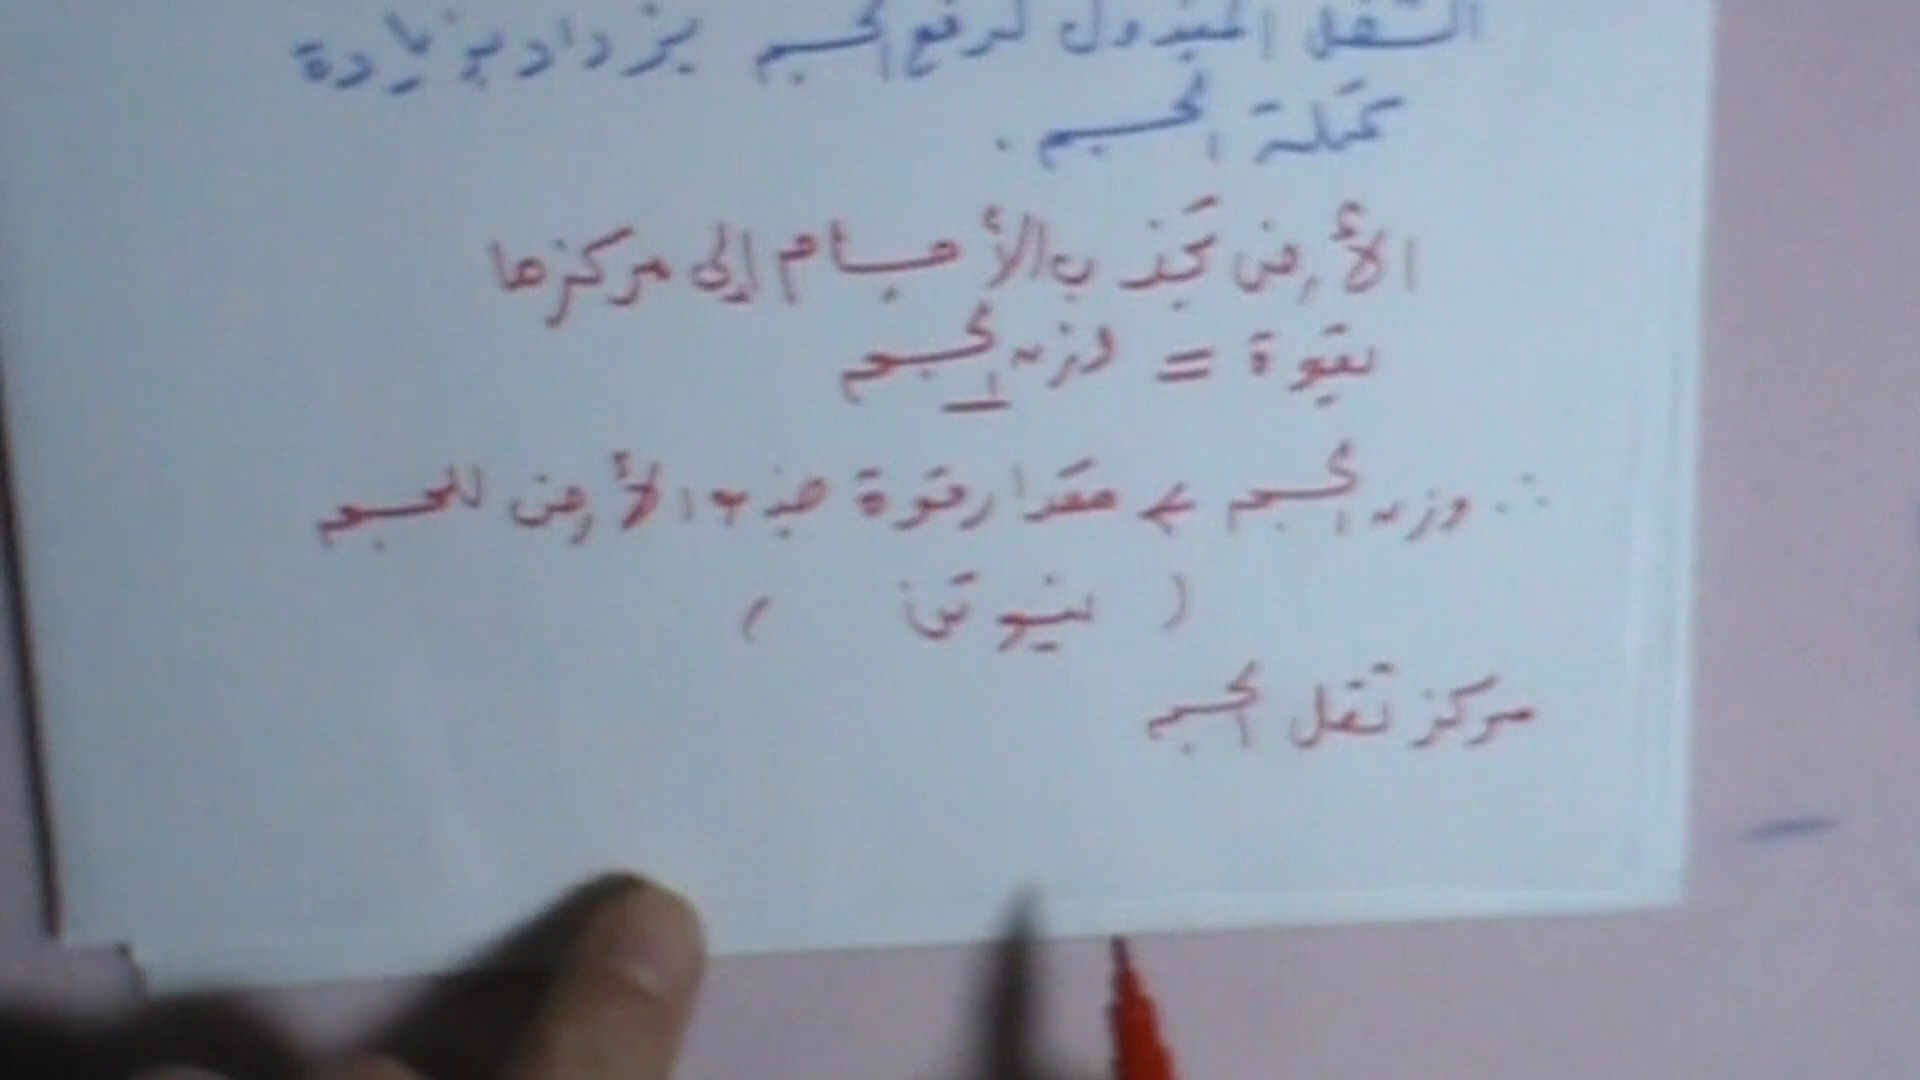 الشغل المبذول لرفع الجسم يزداد بزيادة
كتلة الجسم .
الأرض تجذب الأجسام إلى مركزها
بقوة = وزن الجسم
∴ وزن الجسم ← مقدار قوة جذب الأرض للجسم
( نيوتن )
مركز ثقل الجسم